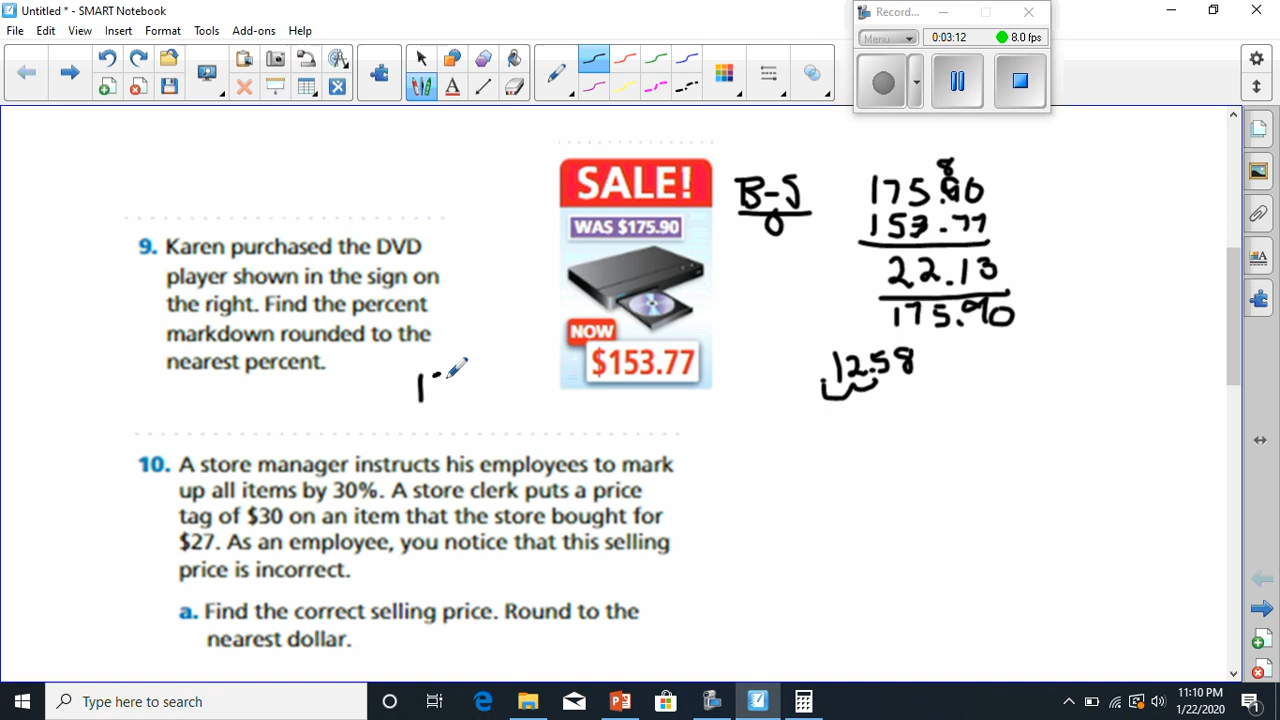 Untitled * - SMART Notebook
File Edit View Insert Format Tools Add-ons Help
Record...
Menu
00:03:12
8.0 fps
SALE!
WAS $175.90
NOW
$153.77
9. Karen purchased the DVD
player shown in the sign on
the right. Find the percent
markdown rounded to the
nearest percent.
B-S
O
8
175.90
153.77
22.13
175.90
12.58
1
10. A store manager instructs his employees to mark
up all items by 30%. A store clerk puts a price
tag of $30 on an item that the store bought for
$27. As an employee, you notice that this selling
price is incorrect.
a. Find the correct selling price. Round to the
nearest dollar.
Type here to search
11:10 PM
1/22/2020